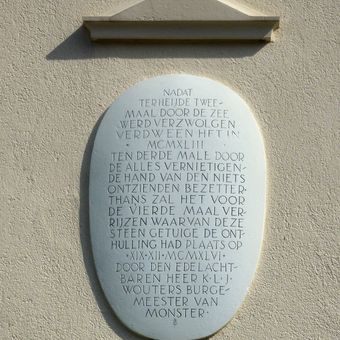 NADAT
TERHEIJDE TWEE-
MAAL DOOR DE ZEE
WERD VERZWOLGEN
VERDWEEN HET IN
· MCMXLIII ·
TEN DERDE MALE DOOR
DE ALLES VERNIETIGEN-
DE HAND VAN DEN NIETS
ONTZIENDEN BEZETTER·
THANS ZAL HET VOOR
DE VIERDE MAAL VER-
RIJZEN WAARVAN DEZE
STEEN GETUIGE DE ONT-
HULLING HAD PLAATS OP
·XIX·XII·MCMXLVI·
DOOR DEN EDELACHT-
BAREN HEER K·L·J·
WOUTERS BURGE-
MEESTER VAN
MONSTER·